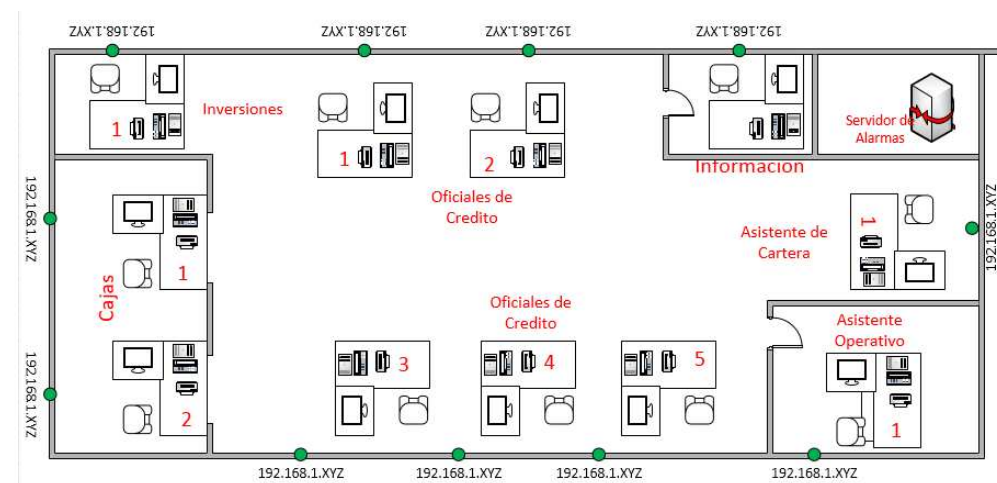 192.168.1.XYZ
192.168.1.XYZ
192.168.1.XYZ
192.168.1.XYZ
Inversiones
1
1
2
Servidor de
Alarmas
Informacion
Oficiales de
Credito
192.168.1.XYZ
192.168.1.XYZ
Asistente de
Cartera
1
Cajas
1
Oficiales de
Credito
Asistente
Operativo
192.168.1.XYZ
2
3
4
5
1
192.168.1.XYZ
192.168.1.XYZ
192.168.1.XYZ
192.168.1.XYZ